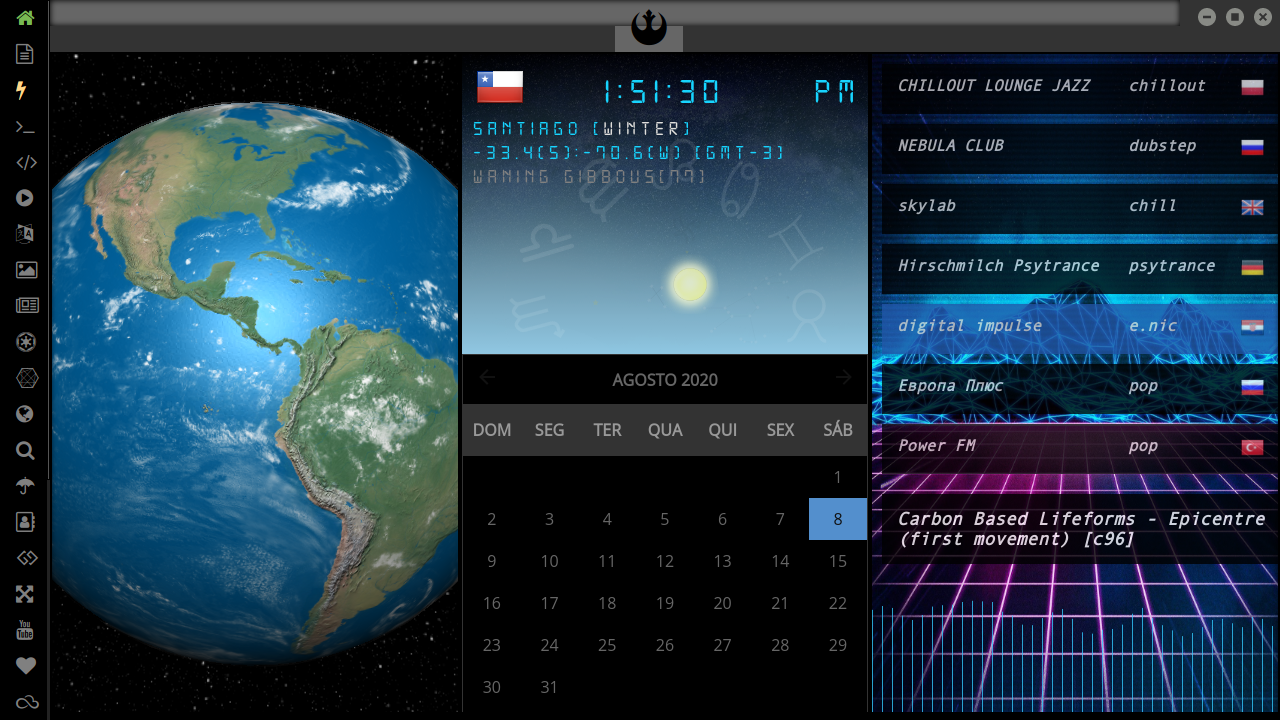 1:51:30 PM
SANTIAGO (WINTER)
-33.4(S):-70.6(W) (GMT-3)
WANING GIBBOUS(77)
AGOSTO 2020
DOM SEG TER QUA QUI SEX SÁB
1
2 3 4 5 6 7 8
9 10 11 12 13 14 15
16 17 18 19 20 21 22
23 24 25 26 27 28 29
30 31
CHILLOUT LOUNGE JAZZ chillout
NEBULA CLUB dubstep
skylab chill
Hirschmilch Psytrance psytrance
digital impulse e.nic
Европа Плюс pop
Power FM pop
Carbon Based Lifeforms - Epicentre
(first movement) [c96]
You
Tube